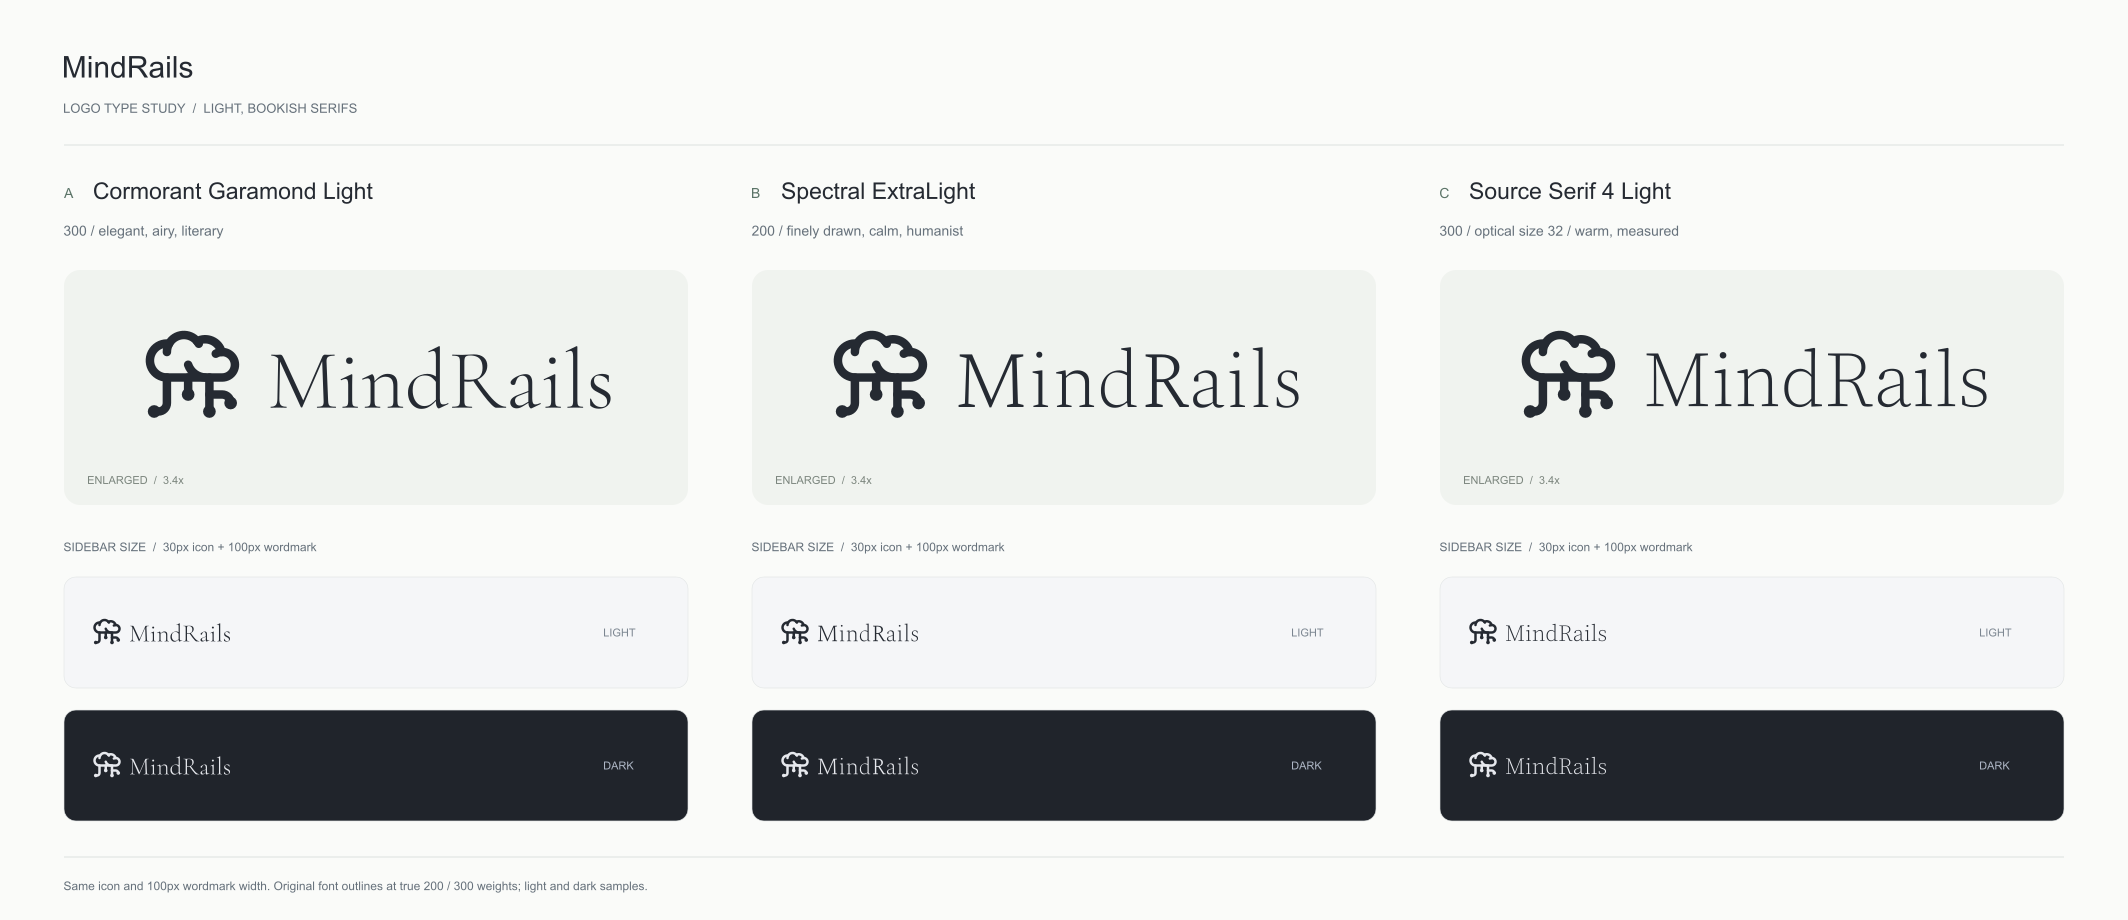 MindRails
LOGO TYPE STUDY / LIGHT, BOOKISH SERIFS
A Cormorant Garamond Light
300 / elegant, airy, literary
MindRails
ENLARGED / 3.4x
SIDEBAR SIZE / 30px icon + 100px wordmark
MindRails LIGHT
MindRails DARK
B Spectral ExtraLight
200 / finely drawn, calm, humanist
MindRails
ENLARGED / 3.4x
SIDEBAR SIZE / 30px icon + 100px wordmark
MindRails LIGHT
MindRails DARK
C Source Serif 4 Light
300 / optical size 32 / warm, measured
MindRails
ENLARGED / 3.4x
SIDEBAR SIZE / 30px icon + 100px wordmark
MindRails LIGHT
MindRails DARK
Same icon and 100px wordmark width. Original font outlines at true 200 / 300 weights; light and dark samples.